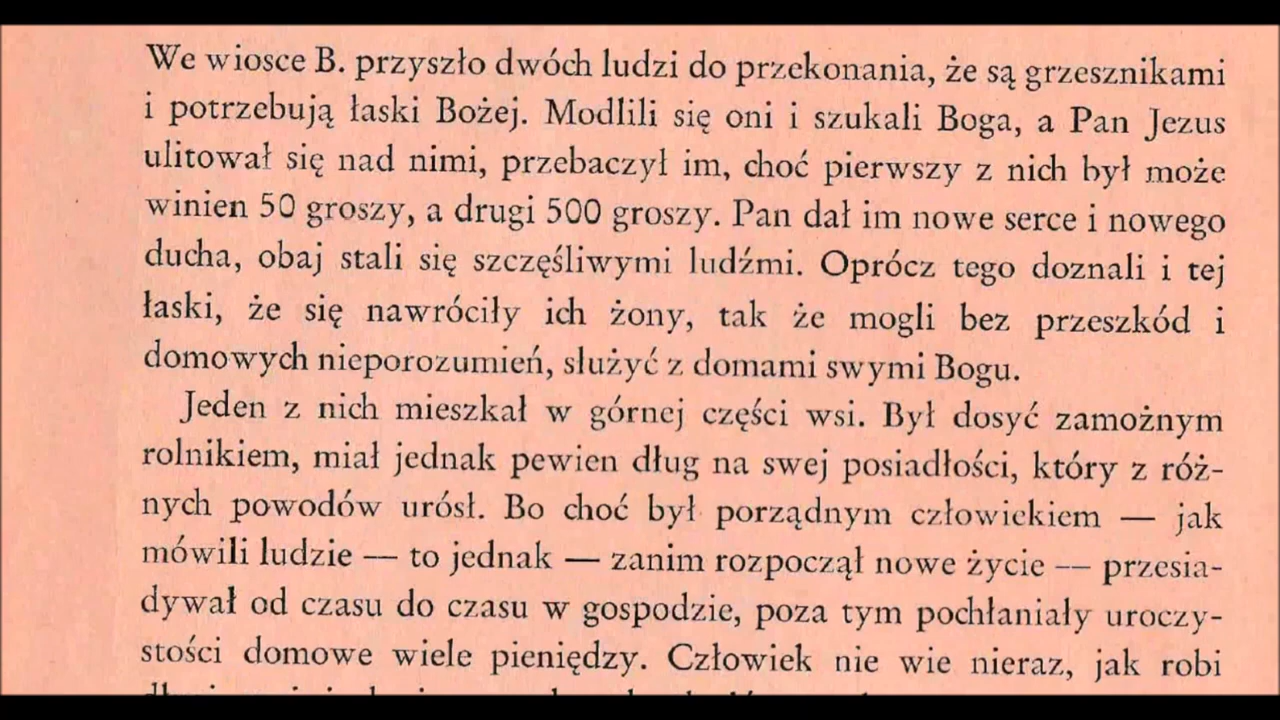 We wiosce B. przyszło dwóch ludzi do przekonania, że są grzesznikami
i potrzebują łaski Bożej. Modlili się oni i szukali Boga, a Pan Jezus
ulitował się nad nimi, przebaczył im, choć pierwszy z nich był może
winien 50 groszy, a drugi 500 groszy. Pan dał im nowe serce i nowego
ducha, obaj stali się szczęśliwymi ludźmi. Oprócz tego doznali i tej
łaski, że się nawróciły ich żony, tak że mogli bez przeszkód i
domowych nieporozumień, służyć z domami swymi Bogu.
Jeden z nich mieszkał w górnej części wsi. Był dosyć zamożnym
rolnikiem, miał jednak pewien dług na swej posiadłości, który z róż-
nych powodów urósł. Bo choć był porządnym człowiekiem — jak
mówili ludzie — to jednak — zanim rozpoczął nowe życie — przesia-
dywał od czasu do czasu w gospodzie, poza tym pochłaniały uroczy-
stości domowe wiele pieniędzy. Człowiek nie wie nieraz, jak robi